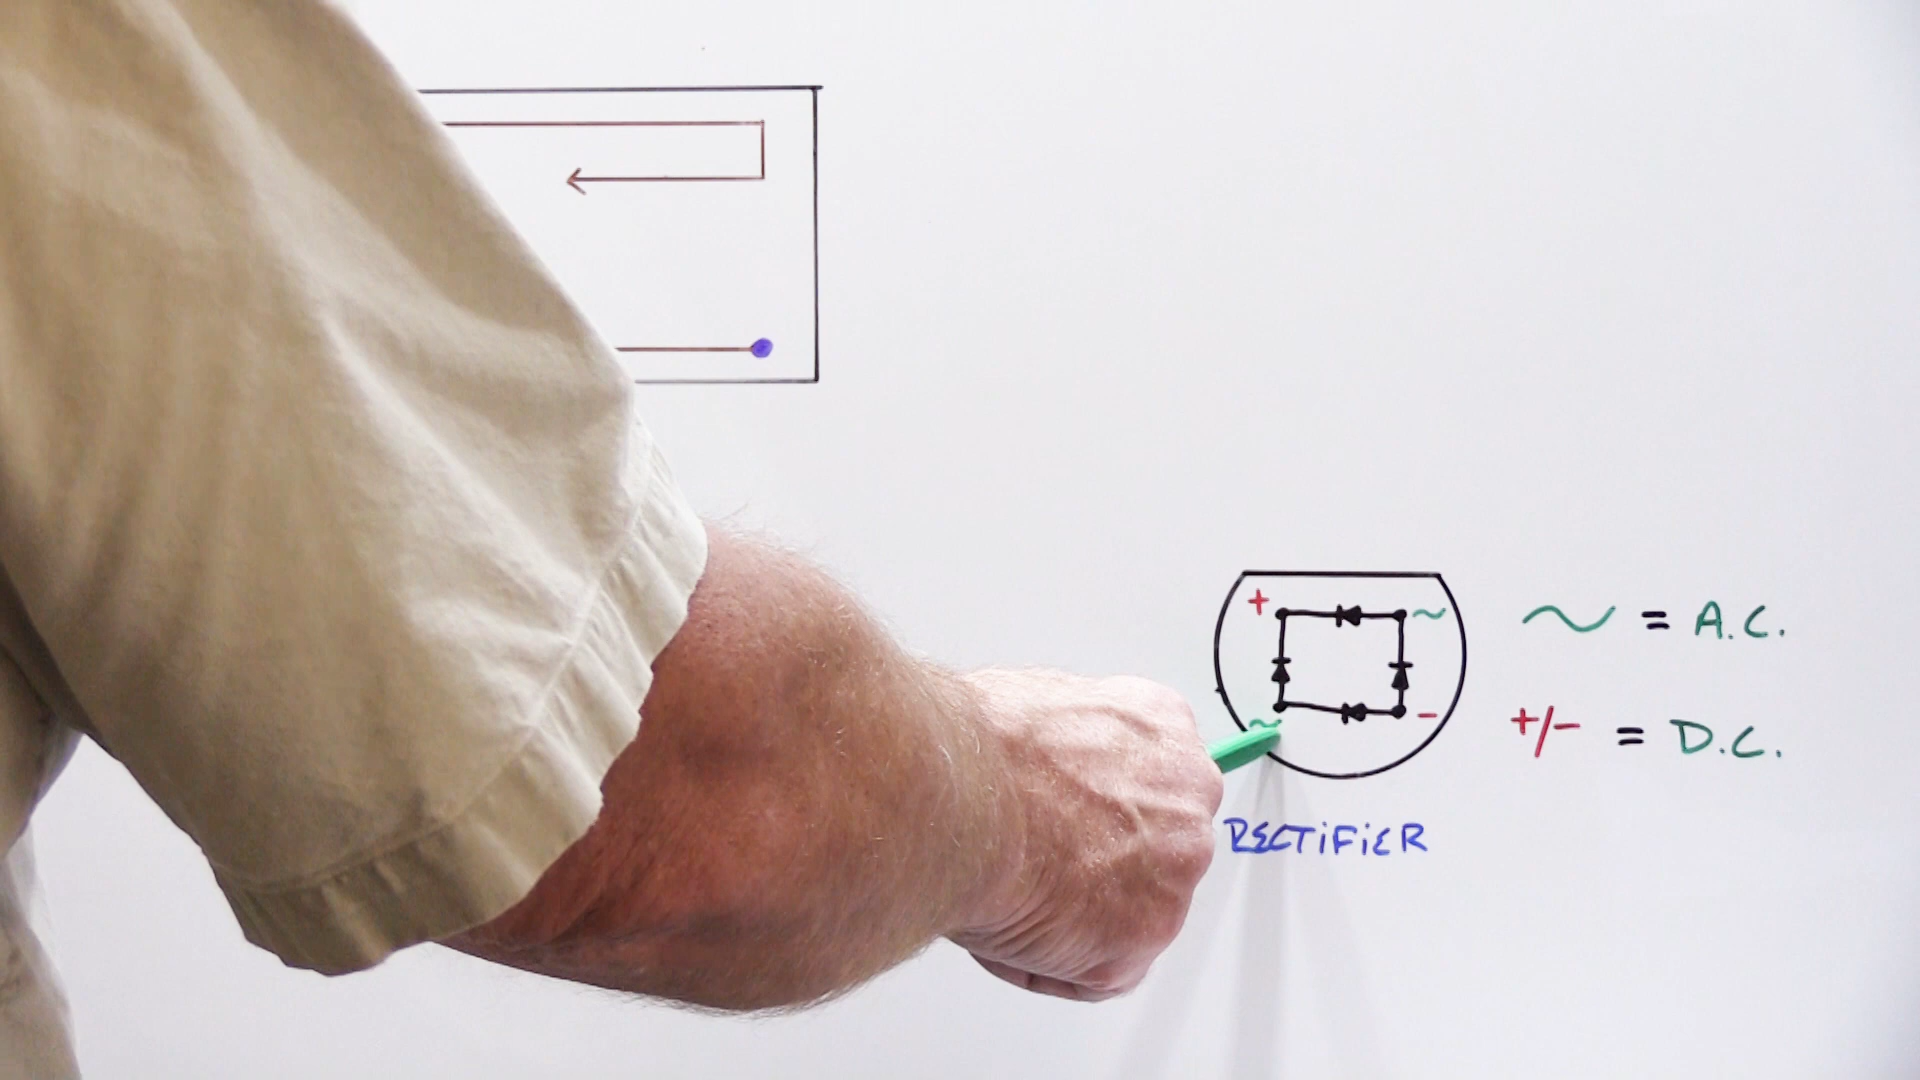 + ~
~ -
RECTiFiER
~ = A.C.
+/- = D.C.